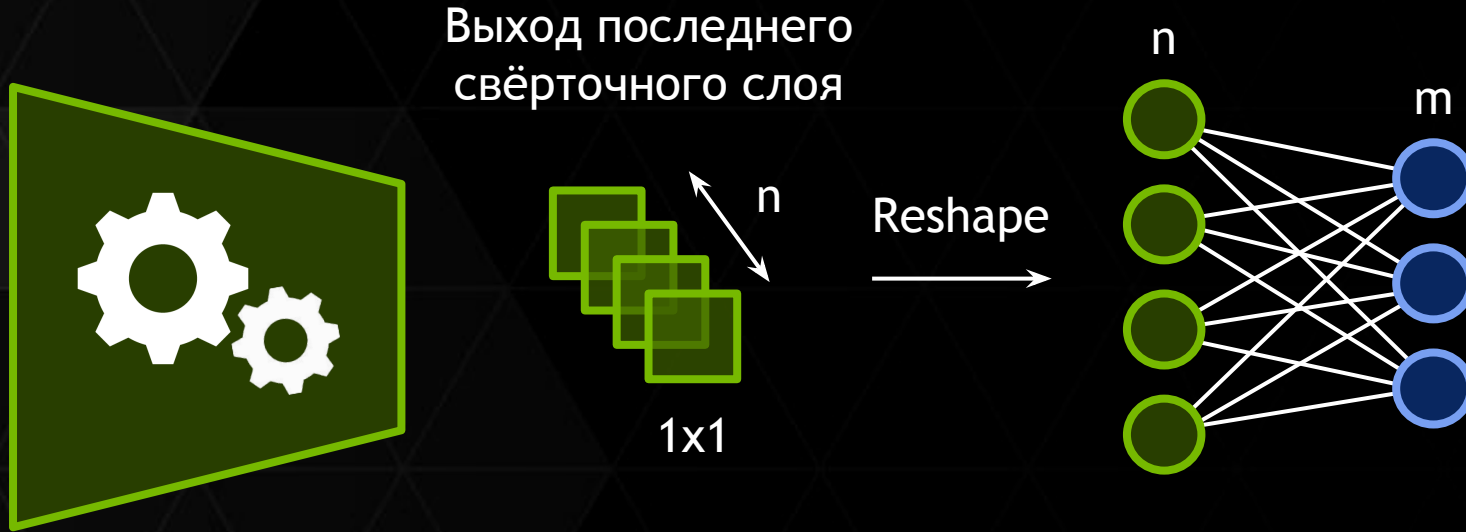 Выход последнего
свёрточного слоя
n
1x1
Reshape
n
m